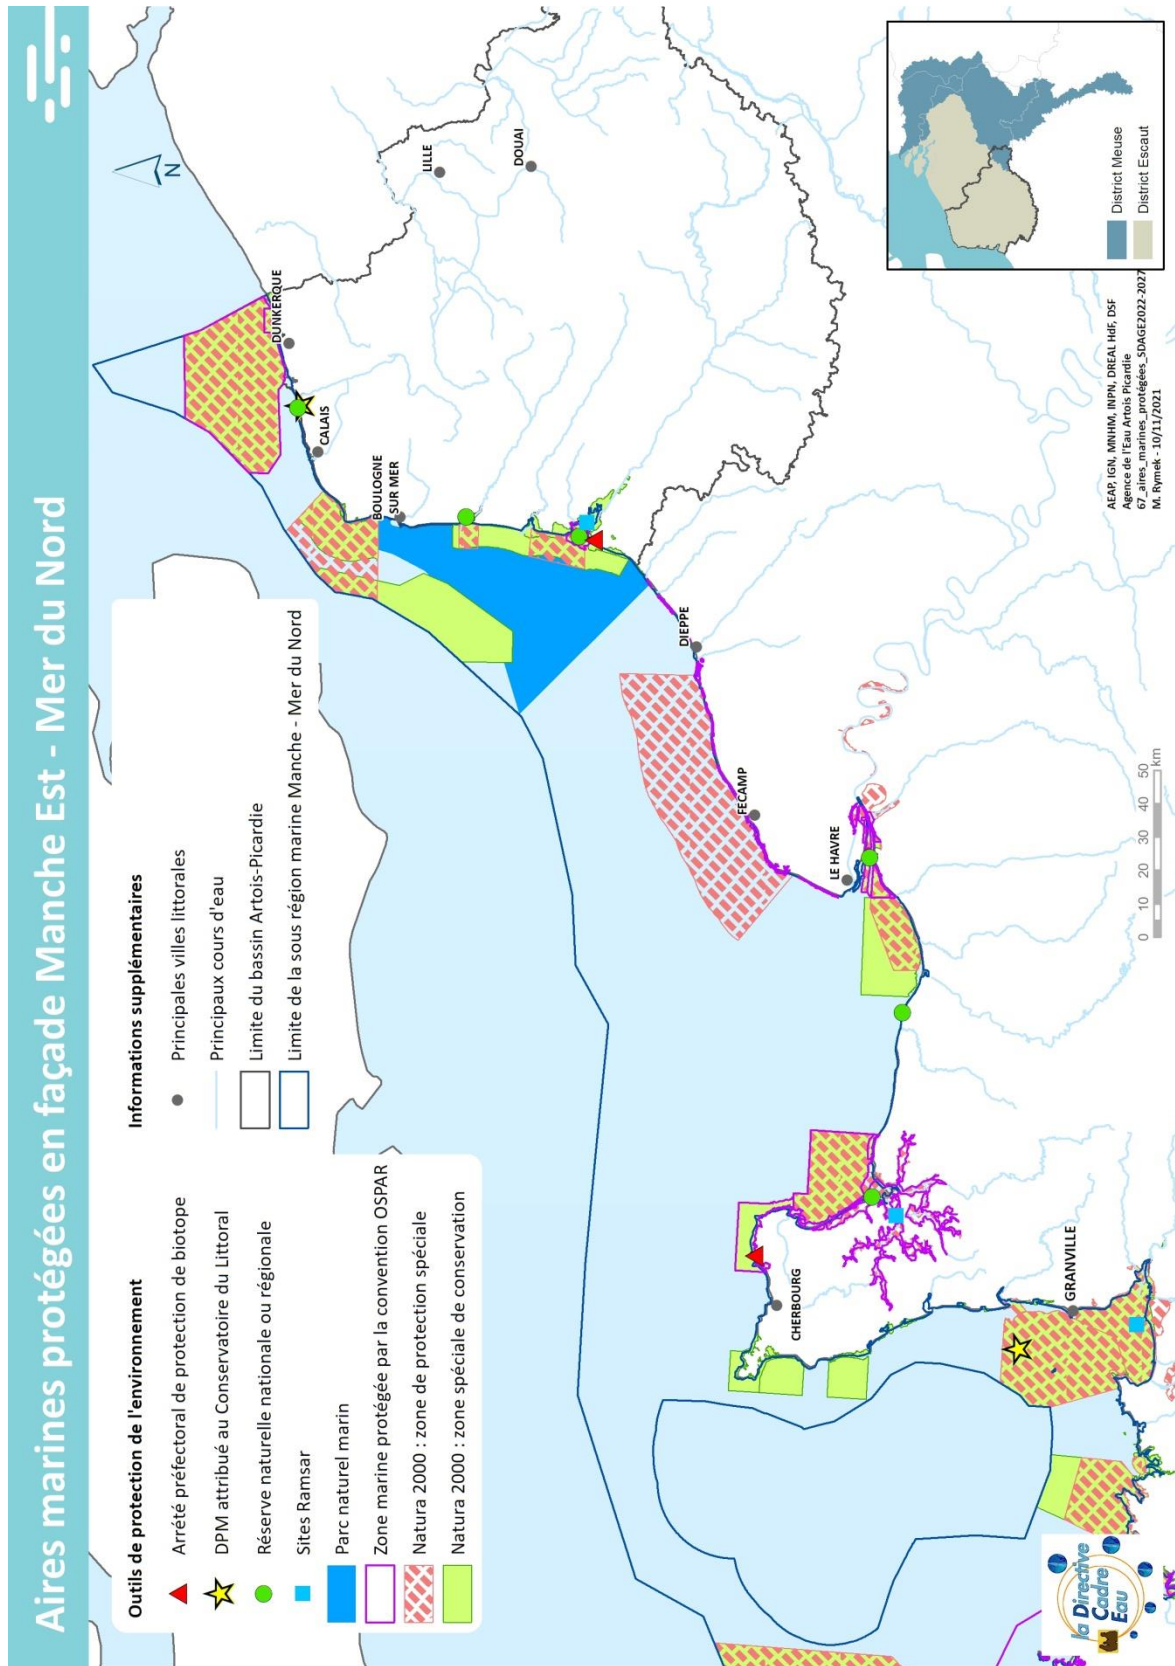 Aires marines protégées en façade Manche Est - Mer du Nord
Outils de protection de l'environnement
Arrêté préfectoral de protection de biotope
DPM attribué au Conservatoire du Littoral
Réserve naturelle nationale ou régionale
Sites Ramsar
Parc naturel marin
Zone marine protégée par la convention OSPAR
Natura 2000 : zone de protection spéciale
Natura 2000 : zone spéciale de conservation
Informations supplémentaires
Principales villes littorales
Principaux cours d'eau
Limite du bassin Artois-Picardie
Limite de la sous région marine Manche - Mer du Nord
N
DUNKERQUE
CALAIS
BOULOGNE
SUR MER
LILLE
DOUAI
DIEPPE
FECAMP
LE HAVRE
CHERBOURG
GRANVILLE
0 10 20 30 40 50
km
District Meuse
District Escaut
AEAP, IGN, MNHM, INPN, DREAL HdF, DSF
Agence de l'Eau Artois Picardie
67_aires_marines_protégées_SDAGE2022-2027
M. Rymek - 10/11/2021
la Directive
Cadre
Eau